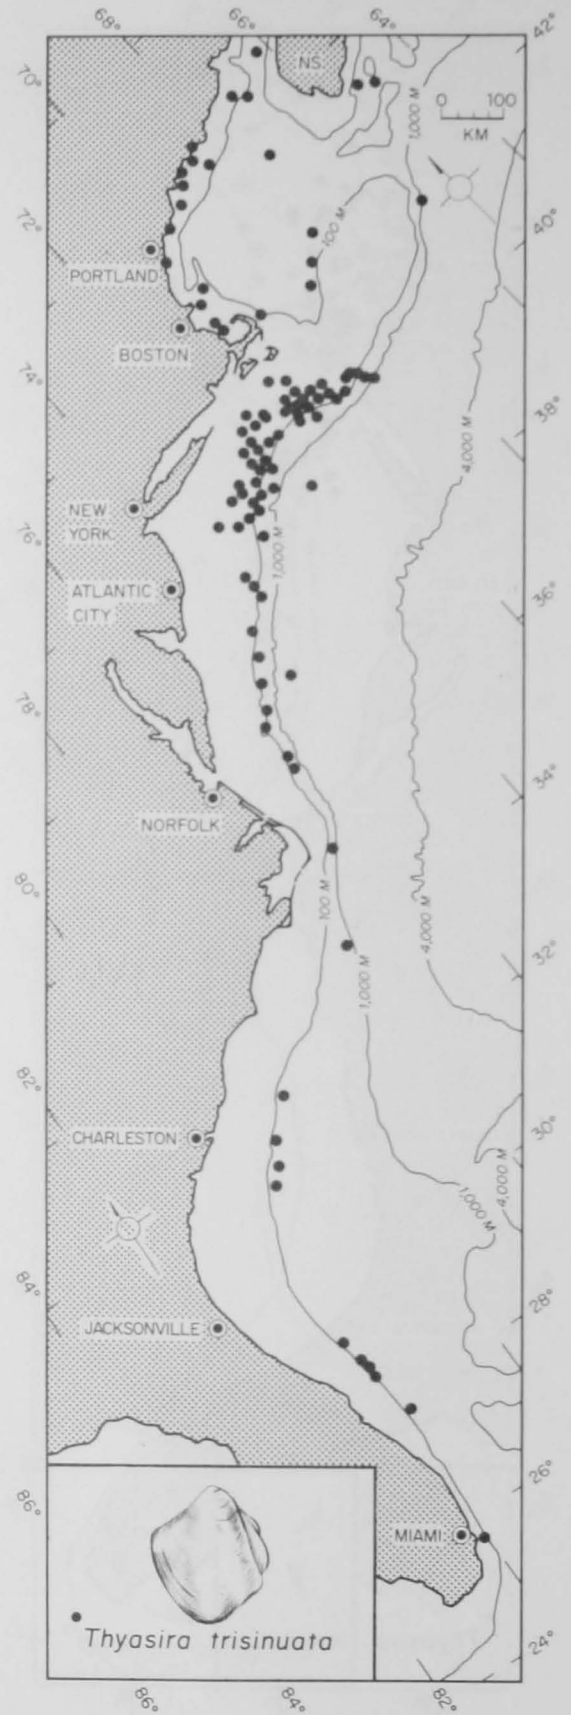 68° 66° 64° 42°
NS.
70°
0 100
KM
1,000 M
72°
100 M
40°
PORTLAND
BOSTON
74°
38°
4,000 M
NEW
YORK
76°
1,000 M
ATLANTIC
CITY
36°
78°
34°
NORFOLK
80°
100 M
4,000 M
32°
1,000 M
82°
CHARLESTON
30°
4,000 M
1,000 M
84°
28°
JACKSONVILLE
26°
86°
MIAMI
Thyasira trisinuata
24°
86° 84° 82°